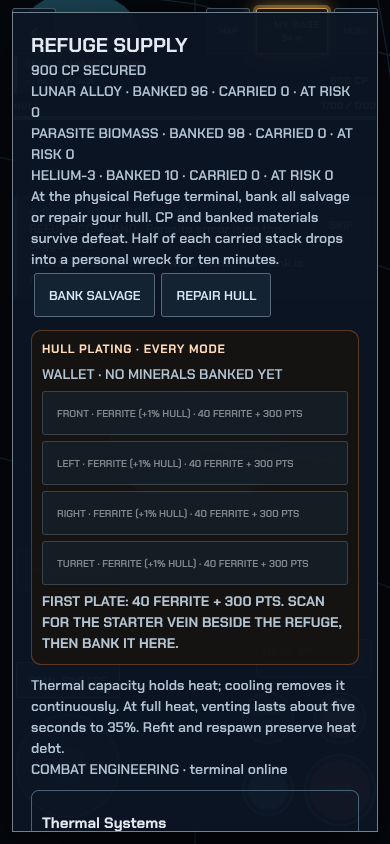 REFUGE SUPPLY
900 CP SECURED
LUNAR ALLOY · BANKED 96 · CARRIED 0 · AT RISK
0
PARASITE BIOMASS · BANKED 98 · CARRIED 0 · AT
RISK 0
HELIUM-3 · BANKED 10 · CARRIED 0 · AT RISK 0
At the physical Refuge terminal, bank all salvage
or repair your hull. CP and banked materials
survive defeat. Half of each carried stack drops
into a personal wreck for ten minutes.
BANK SALVAGE REPAIR HULL
HULL PLATING · EVERY MODE
WALLET · NO MINERALS BANKED YET
FRONT · FERRITE (+1% HULL) · 40 FERRITE + 300 PTS
LEFT · FERRITE (+1% HULL) · 40 FERRITE + 300 PTS
RIGHT · FERRITE (+1% HULL) · 40 FERRITE + 300 PTS
TURRET · FERRITE (+1% HULL) · 40 FERRITE + 300 PTS
FIRST PLATE: 40 FERRITE + 300 PTS. SCAN
FOR THE STARTER VEIN BESIDE THE REFUGE,
THEN BANK IT HERE.
Thermal capacity holds heat; cooling removes it
continuously. At full heat, venting lasts about five
seconds to 35%. Refit and respawn preserve heat
debt.
COMBAT ENGINEERING · terminal online
Thermal Systems